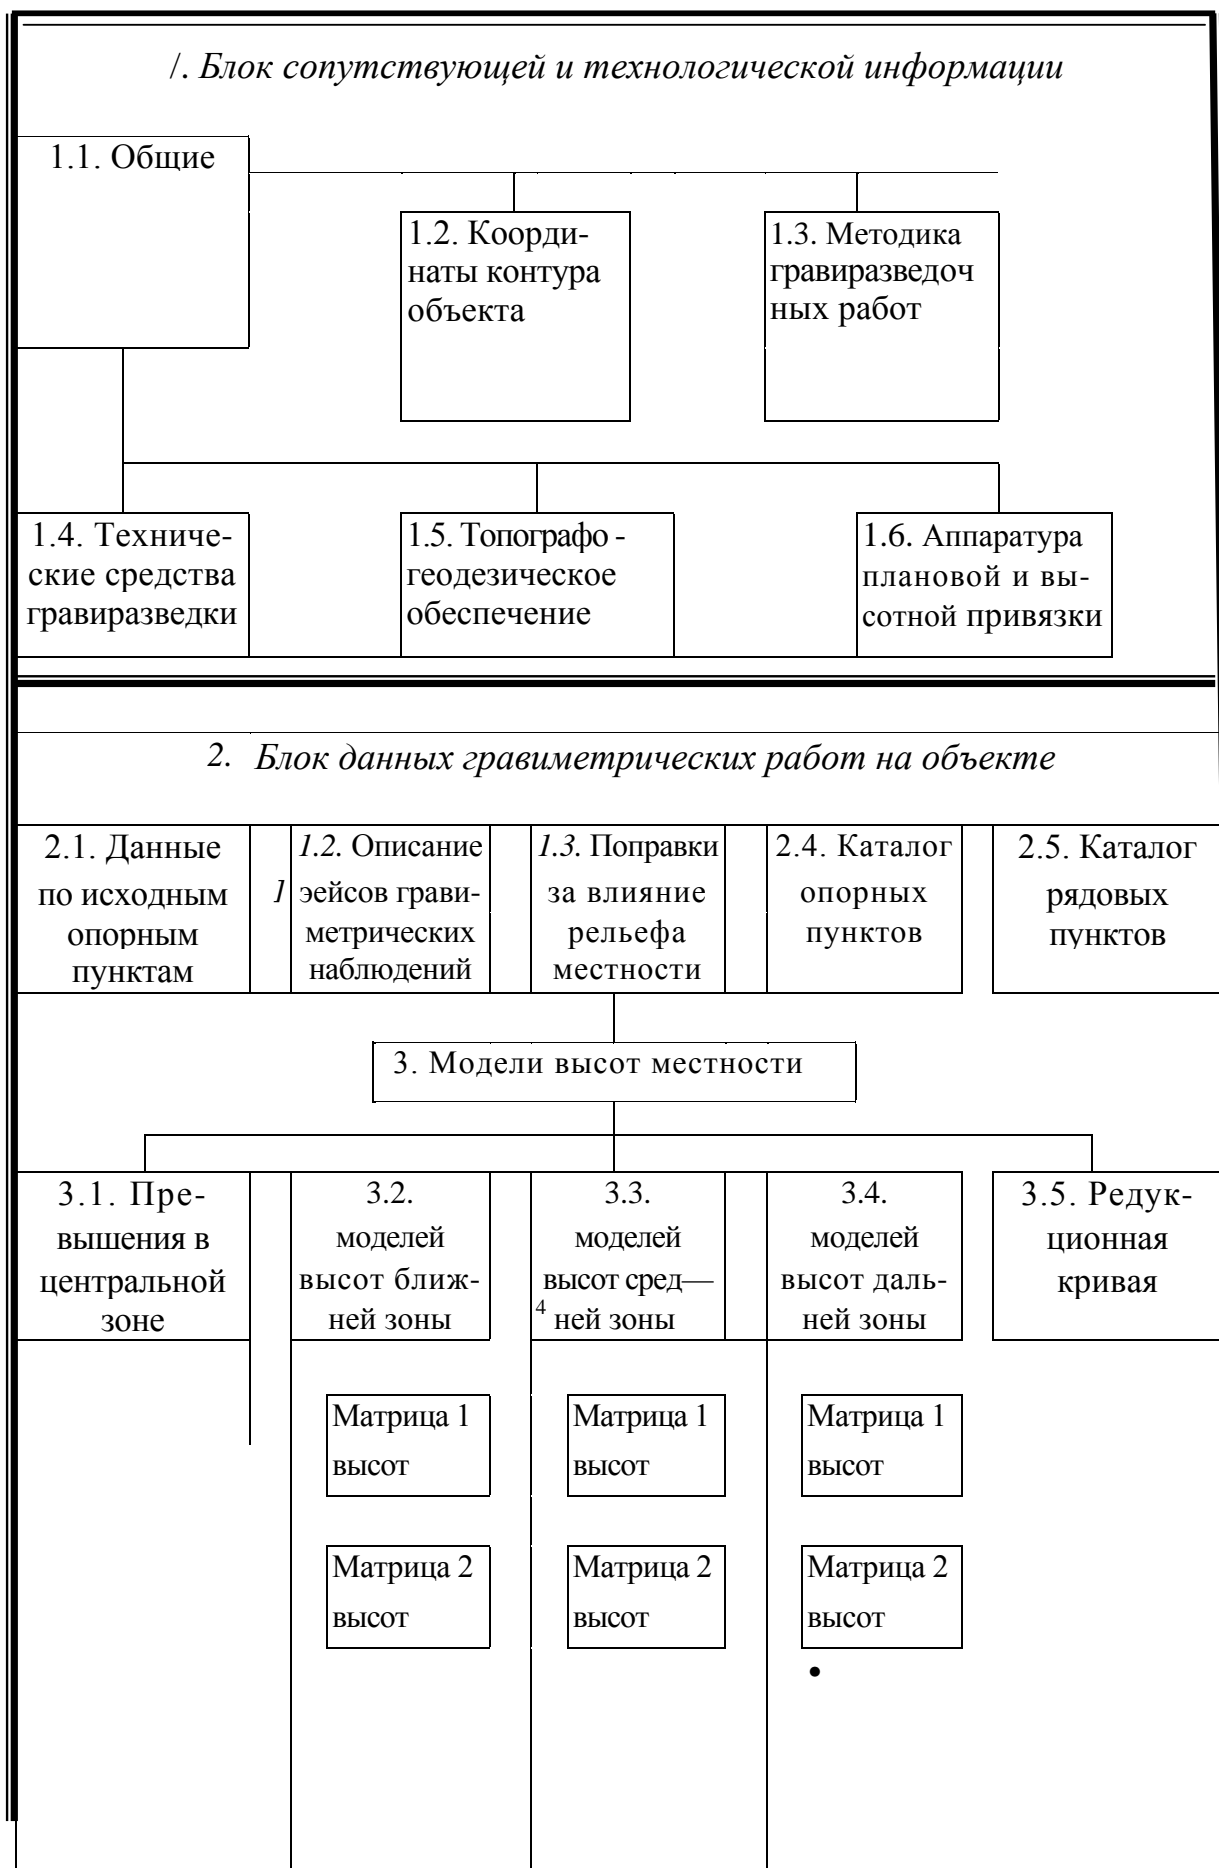 /. Блок сопутствующей и технологической информации
1.1. Общие
1.2. Коорди-
наты контура
объекта
1.3. Методика
гравиразведоч
ных работ
1.4. Техниче-
ские средства
гравиразведки
1.5. Топографо -
геодезическое
обеспечение
1.6. Аппаратура
плановой и вы-
сотной привязки
2. Блок данных гравиметрических работ на объекте
2.1. Данные
по исходным
опорным
пунктам
]
1.2. Описание
эейсов грави-
метрических
наблюдений
1.3. Поправки
за влияние
рельефа
местности
2.4. Каталог
опорных
пунктов
2.5. Каталог
рядовых
пунктов
3. Модели высот местности
3.1. Пре-
вышения в
центральной
зоне
3.2.
моделей
высот ближ-
ней зоны
3.3.
моделей
высот сред—
4 ней зоны
3.4.
моделей
высот даль-
ней зоны
3.5. Редук-
ционная
кривая
Матрица 1
высот
Матрица 1
высот
Матрица 1
высот
Матрица 2
высот
Матрица 2
высот
Матрица 2
высот
•